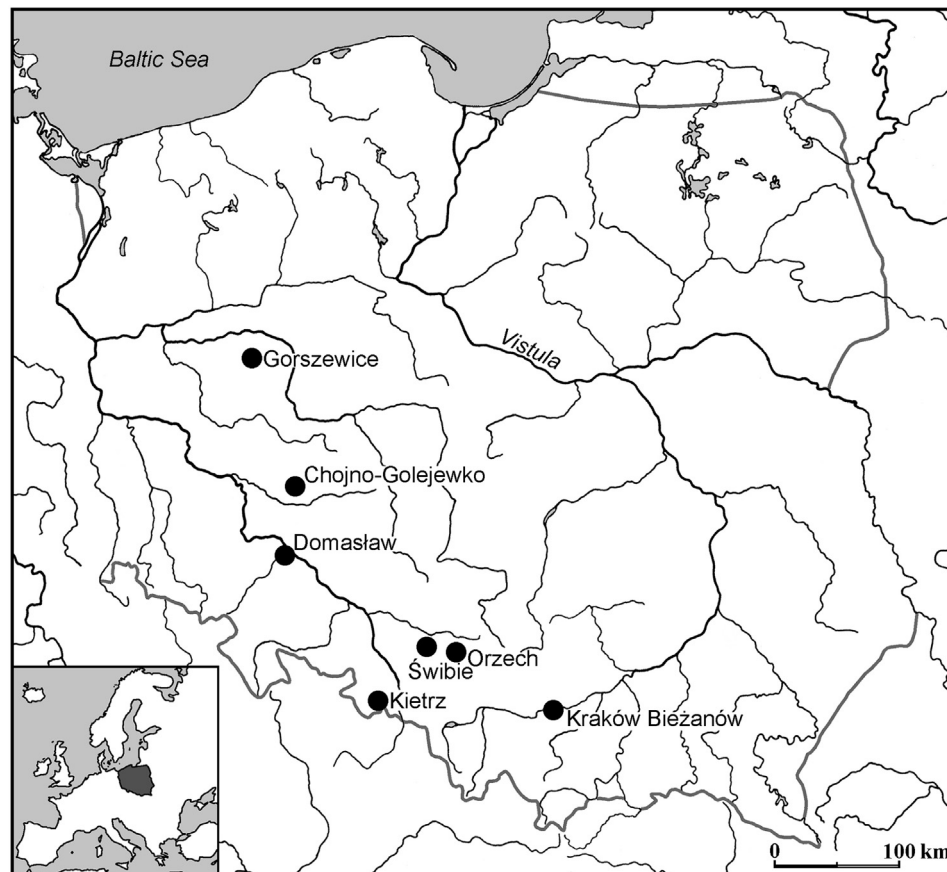 Baltic Sea
Vistula
Gorszewice
Chojno-Golejewko
Domasław
Orzech
Świbie
Kietrz
Kraków Bieżanów
0 100 km